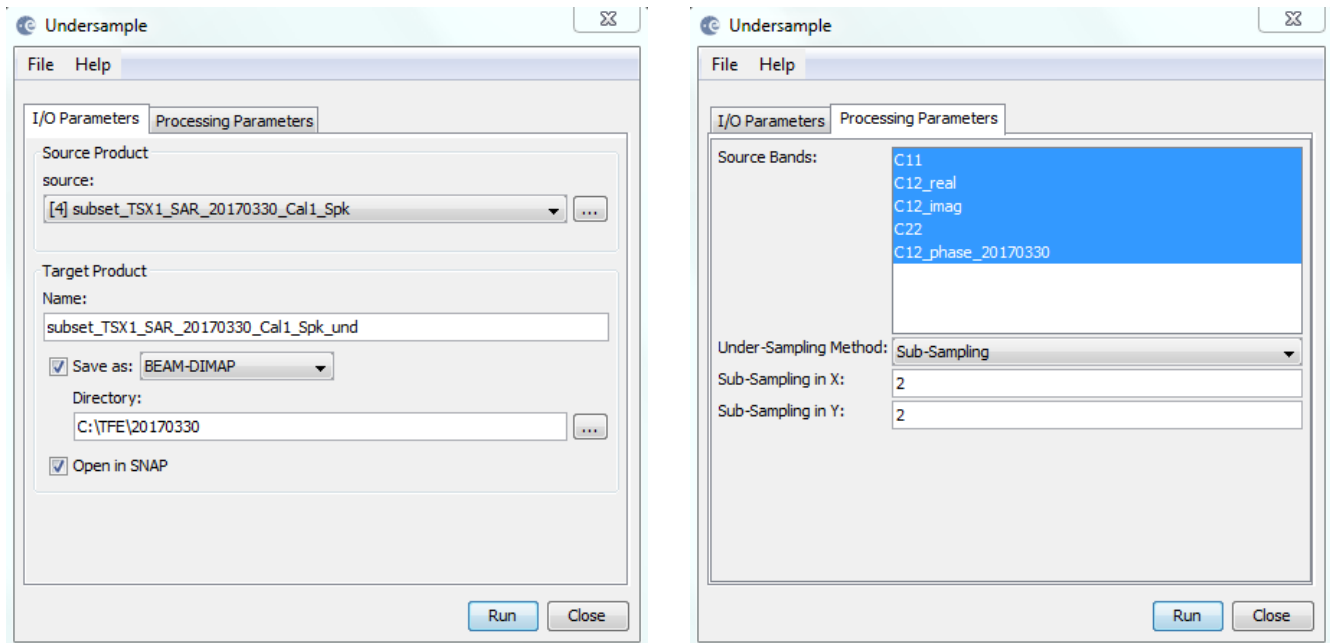 Undersample
File Help
I/O Parameters Processing Parameters
Source Product
source:
[4] subset_TSX1_SAR_20170330_Cal1_Spk
...
Target Product
Name:
subset_TSX1_SAR_20170330_Cal1_Spk_und
Save as: BEAM-DIMAP
Directory:
C:\TFE\20170330
...
Open in SNAP
Run Close
Undersample
File Help
I/O Parameters Processing Parameters
Source Bands:
C11
C12_real
C12_imag
C22
C12_phase_20170330
Under-Sampling Method: Sub-Sampling
Sub-Sampling in X: 2
Sub-Sampling in Y: 2
Run Close